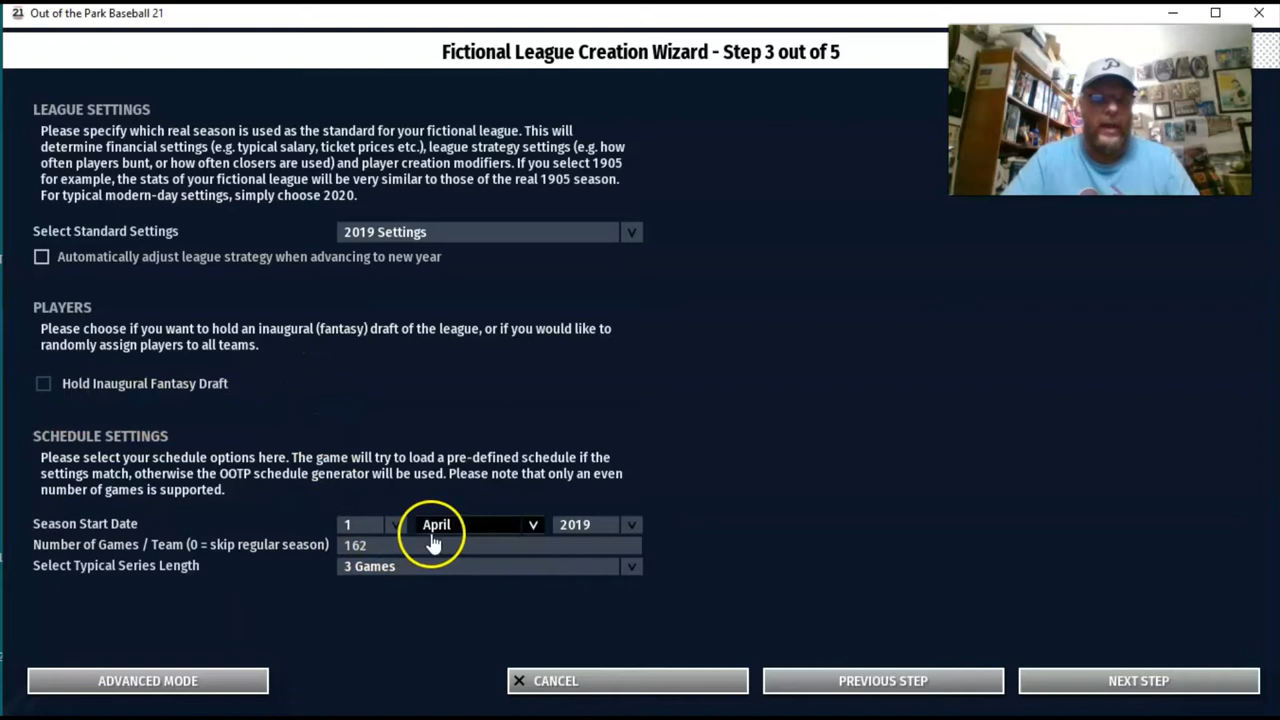 21 Out of the Park Baseball 21
Fictional League Creation Wizard - Step 3 out of 5
LEAGUE SETTINGS
Please specify which real season is used as the standard for your fictional league. This will
determine financial settings (e.g. typical salary, ticket prices etc.), league strategy settings (e.g. how
often players bunt, or how often closers are used) and player creation modifiers. If you select 1905
for example, the stats of your fictional league will be very similar to those of the real 1905 season.
For typical modern-day settings, simply choose 2020.
Select Standard Settings 2019 Settings
Automatically adjust league strategy when advancing to new year
PLAYERS
Please choose if you want to hold an inaugural (fantasy) draft of the league, or if you would like to
randomly assign players to all teams.
Hold Inaugural Fantasy Draft
SCHEDULE SETTINGS
Please select your schedule options here. The game will try to load a pre-defined schedule if the
settings match, otherwise the OOTP schedule generator will be used. Please note that only an even
number of games is supported.
Season Start Date 1 April 2019
Number of Games / Team (0 = skip regular season) 162
Select Typical Series Length 3 Games
ADVANCED MODE CANCEL PREVIOUS STEP NEXT STEP
P